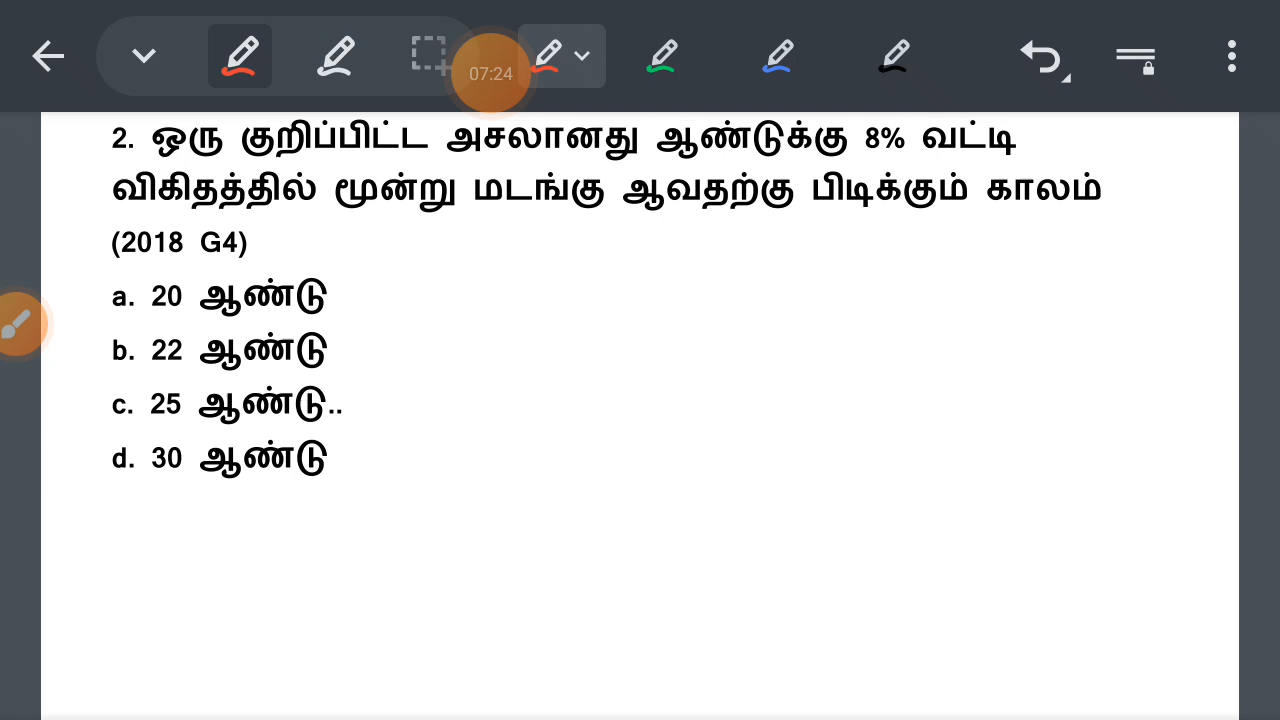 07:24
2. ஒரு குறிப்பிட்ட அசலானது ஆண்டுக்கு 8% வட்டி
விகிதத்தில் மூன்று மடங்கு ஆவதற்கு பிடிக்கும் காலம்
(2018 G4)
a. 20 ஆண்டு
b. 22 ஆண்டு
c. 25 ஆண்டு..
d. 30 ஆண்டு